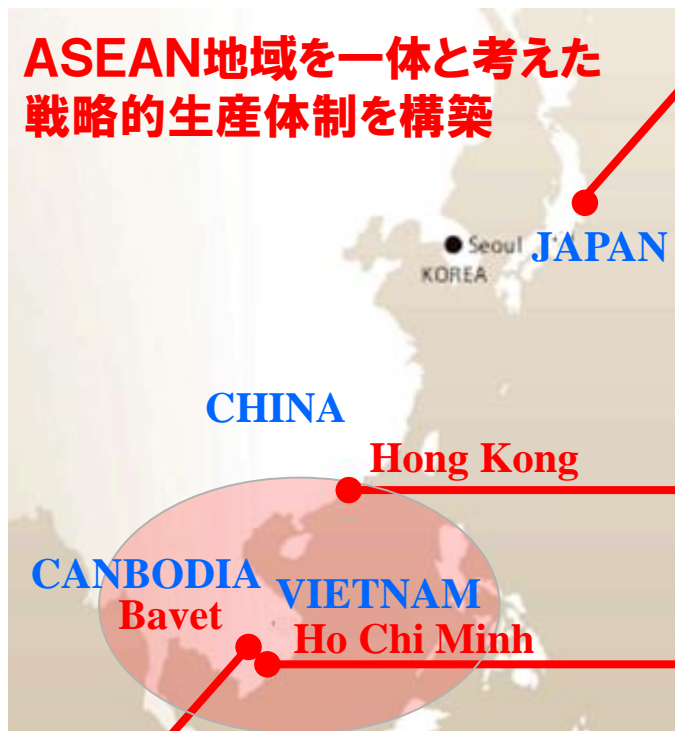 ASEAN地域を一体と考えた
戦略的生産体制を構築
Seoul
JAPAN
KOREA
CHINA
Hong Kong
CANBODIA
VIETNAM
Bavet
Ho Chi Minh